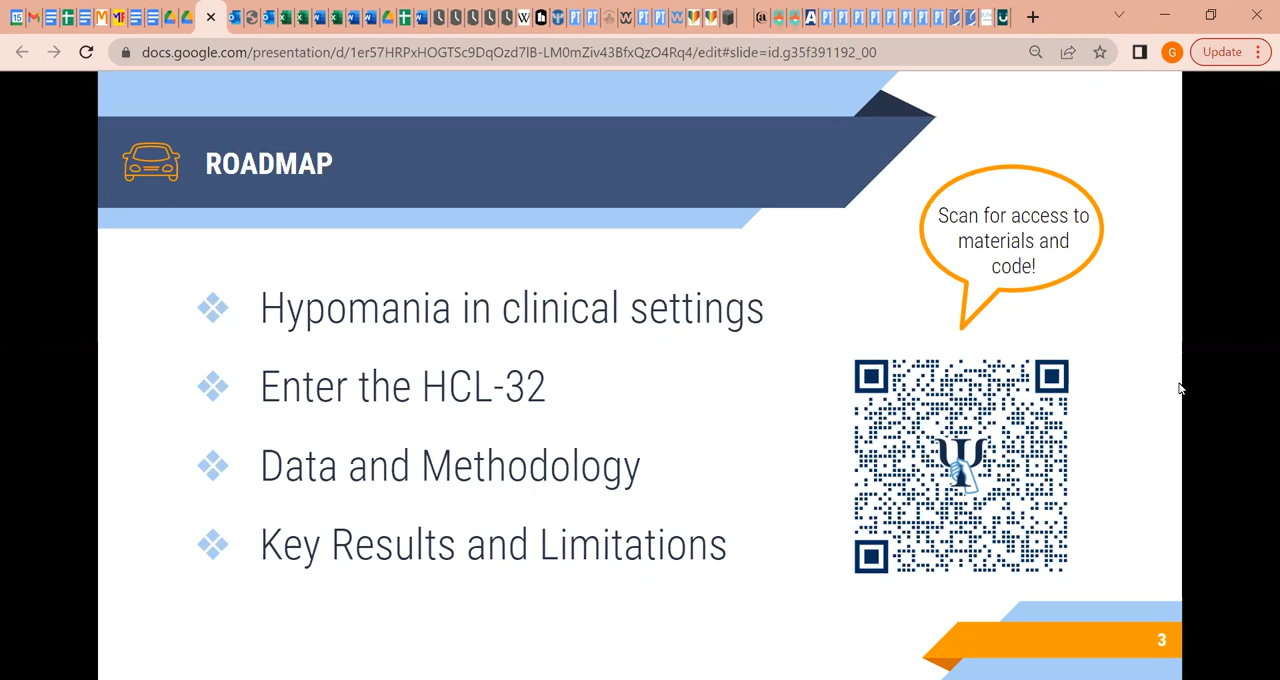 docs.google.com/presentation/d/1er57HRPxHOGTSc9DqOzd7lB-LM0mZiv43BfxQzO4Rq4/edit#slide=id.g35f391192_00
G
Update
ROADMAP
Scan for access to
materials and
code!
Hypomania in clinical settings
Enter the HCL-32
Data and Methodology
Key Results and Limitations
3